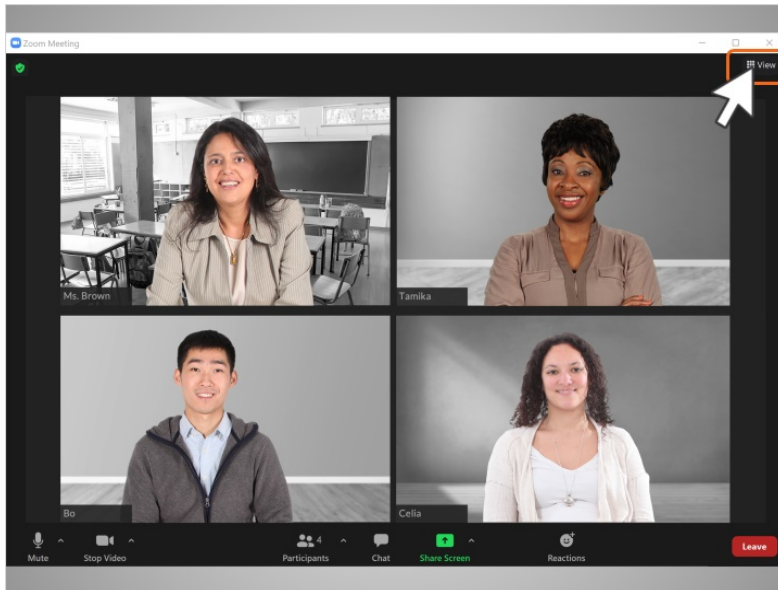 Zoom Meeting
View
Ms. Brown
Tamika
Bo
Celia
Mute
Stop Video
4
Participants
Chat
Share Screen
Reactions
Leave